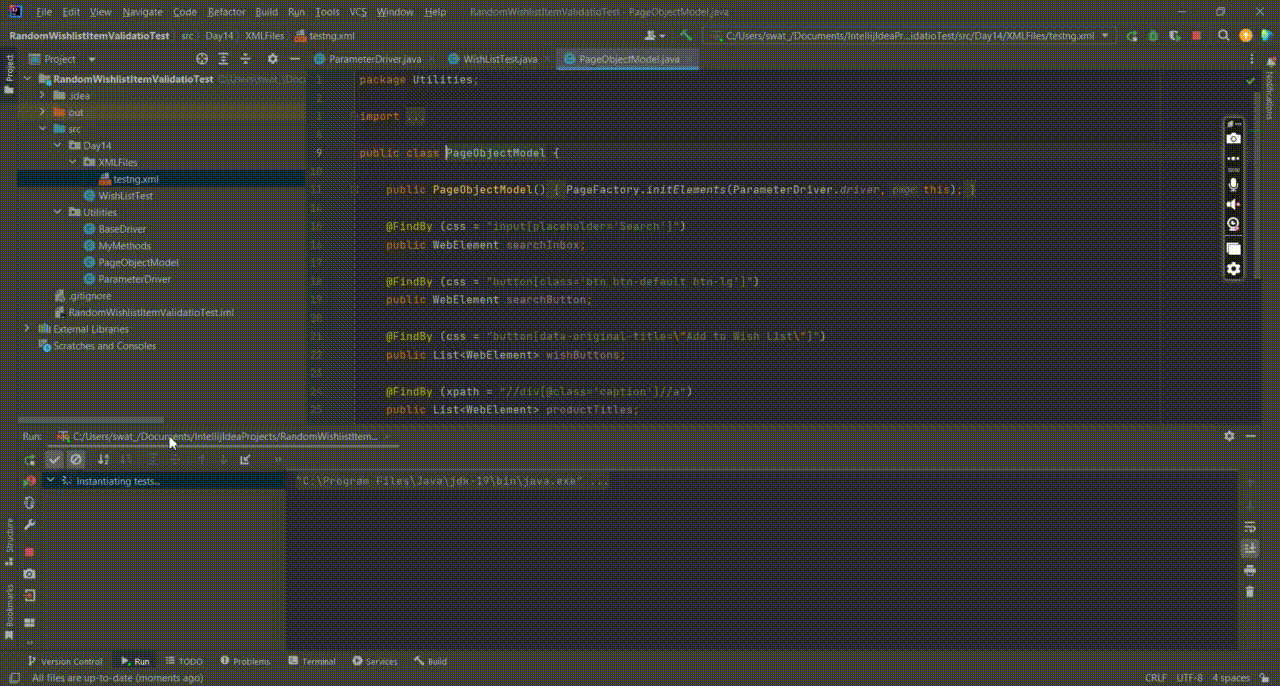 File Edit View Navigate Code Refactor Build Run Tools VCS Window Help RandomWishlistItemValidatioTest - PageObjectModel.java
RandomWishlistItemValidatioTest src Day14 XMLFiles testng.xml C:/Users/swat_/Documents/IntellijIdeaPr...idatioTest/src/Day14/XMLFiles/testng.xml
Project
Project
ParameterDriver.java WishListTest.java PageObjectModel.java
Notifications
RandomWishlistItemValidatioTest C:\Users\swat_\Docu
.idea
out
src
Day14
XMLFiles
testng.xml
WishListTest
Utilities
BaseDriver
MyMethods
PageObjectModel
ParameterDriver
.gitignore
RandomWishlistItemValidatioTest.iml
External Libraries
Scratches and Consoles
1 package Utilities;
2
3 import ...
8
9 public class PageObjectModel {
10
11 public PageObjectModel() { PageFactory.initElements(ParameterDriver.driver, page: this); }
14
15 @FindBy (css = "input[placeholder='Search']")
16 public WebElement searchInbox;
17
18 @FindBy (css = "button[class='btn btn-default btn-lg']")
19 public WebElement searchButton;
20
21 @FindBy (css = "button[data-original-title=\"Add to Wish List\"]")
22 public List<WebElement> wishButtons;
23
24 @FindBy (xpath = "//div[@class='caption']//a")
25 public List<WebElement> productTitles;
Run: C:/Users/swat_/Documents/IntellijIdeaProjects/RandomWishlistItem...
Instantiating tests...
"C:\Program Files\Java\jdk-19\bin\java.exe" ...
Structure
Bookmarks
Version Control Run TODO Problems Terminal Services Build
All files are up-to-date (moments ago) CRLF UTF-8 4 spaces